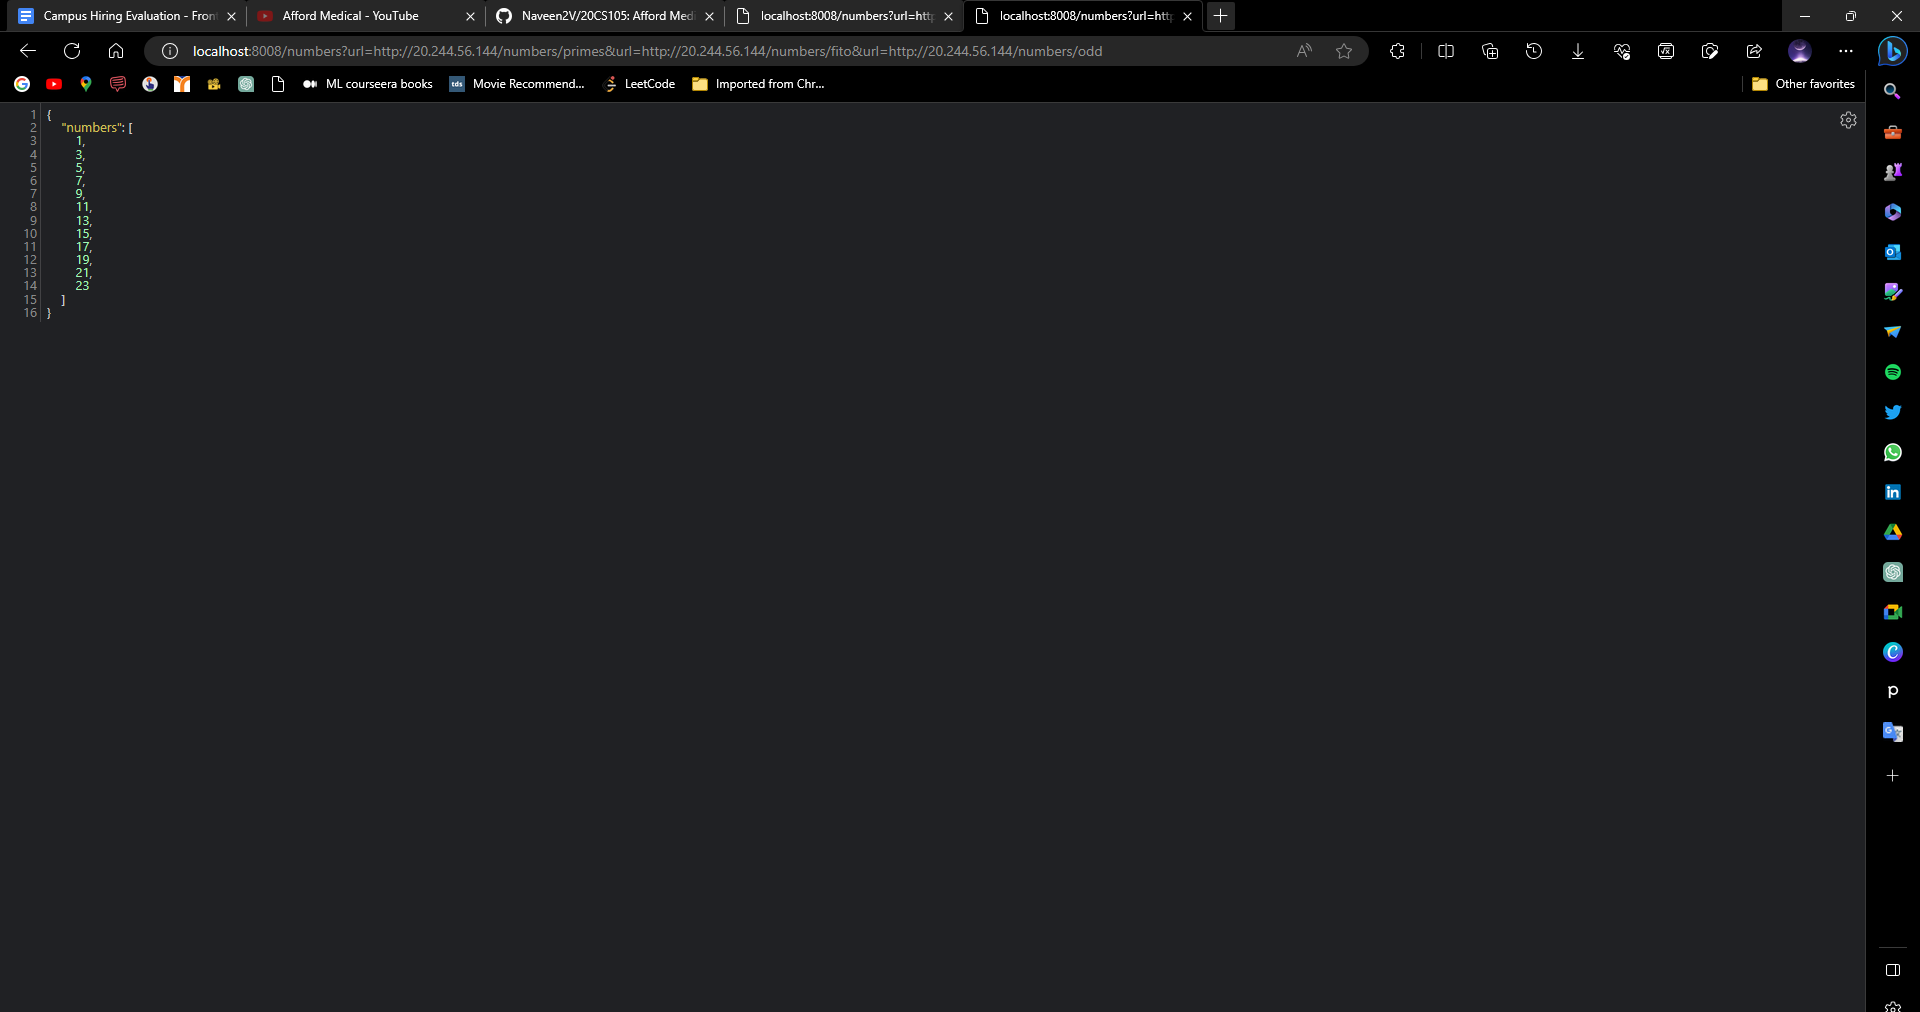 Campus Hiring Evaluation - Fron
Afford Medical - YouTube
Naveen2V/20CS105: Afford Medi
localhost:8008/numbers?url=http
localhost:8008/numbers?url=http
localhost:8008/numbers?url=http://20.244.56.144/numbers/primes&url=http://20.244.56.144/numbers/fito&url=http://20.244.56.144/numbers/odd
ML courseera books
tds
Movie Recommend...
LeetCode
Imported from Chr...
Other favorites
1 {
2 "numbers": [
3 1,
4 3,
5 5,
6 7,
7 9,
8 11,
9 13,
10 15,
11 17,
12 19,
13 21,
14 23
15 ]
16 }